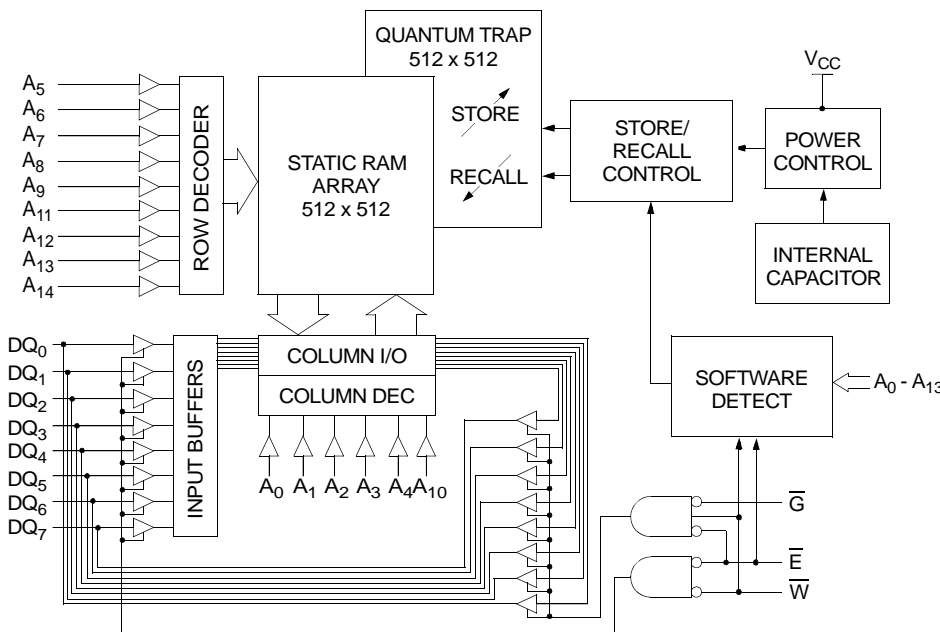 QUANTUM TRAP
512 x 512
STORE
RECALL
A5
A6
A7
A8
A9
A11
A12
A13
A14
ROW DECODER
STATIC RAM
ARRAY
512 x 512
STORE/
RECALL
CONTROL
VCC
POWER
CONTROL
INTERNAL
CAPACITOR
DQ0
DQ1
DQ2
DQ3
DQ4
DQ5
DQ6
DQ7
INPUT BUFFERS
COLUMN I/O
COLUMN DEC
A0 A1 A2 A3 A4 A10
SOFTWARE
DETECT
A0 - A13
G̅
E̅
W̅